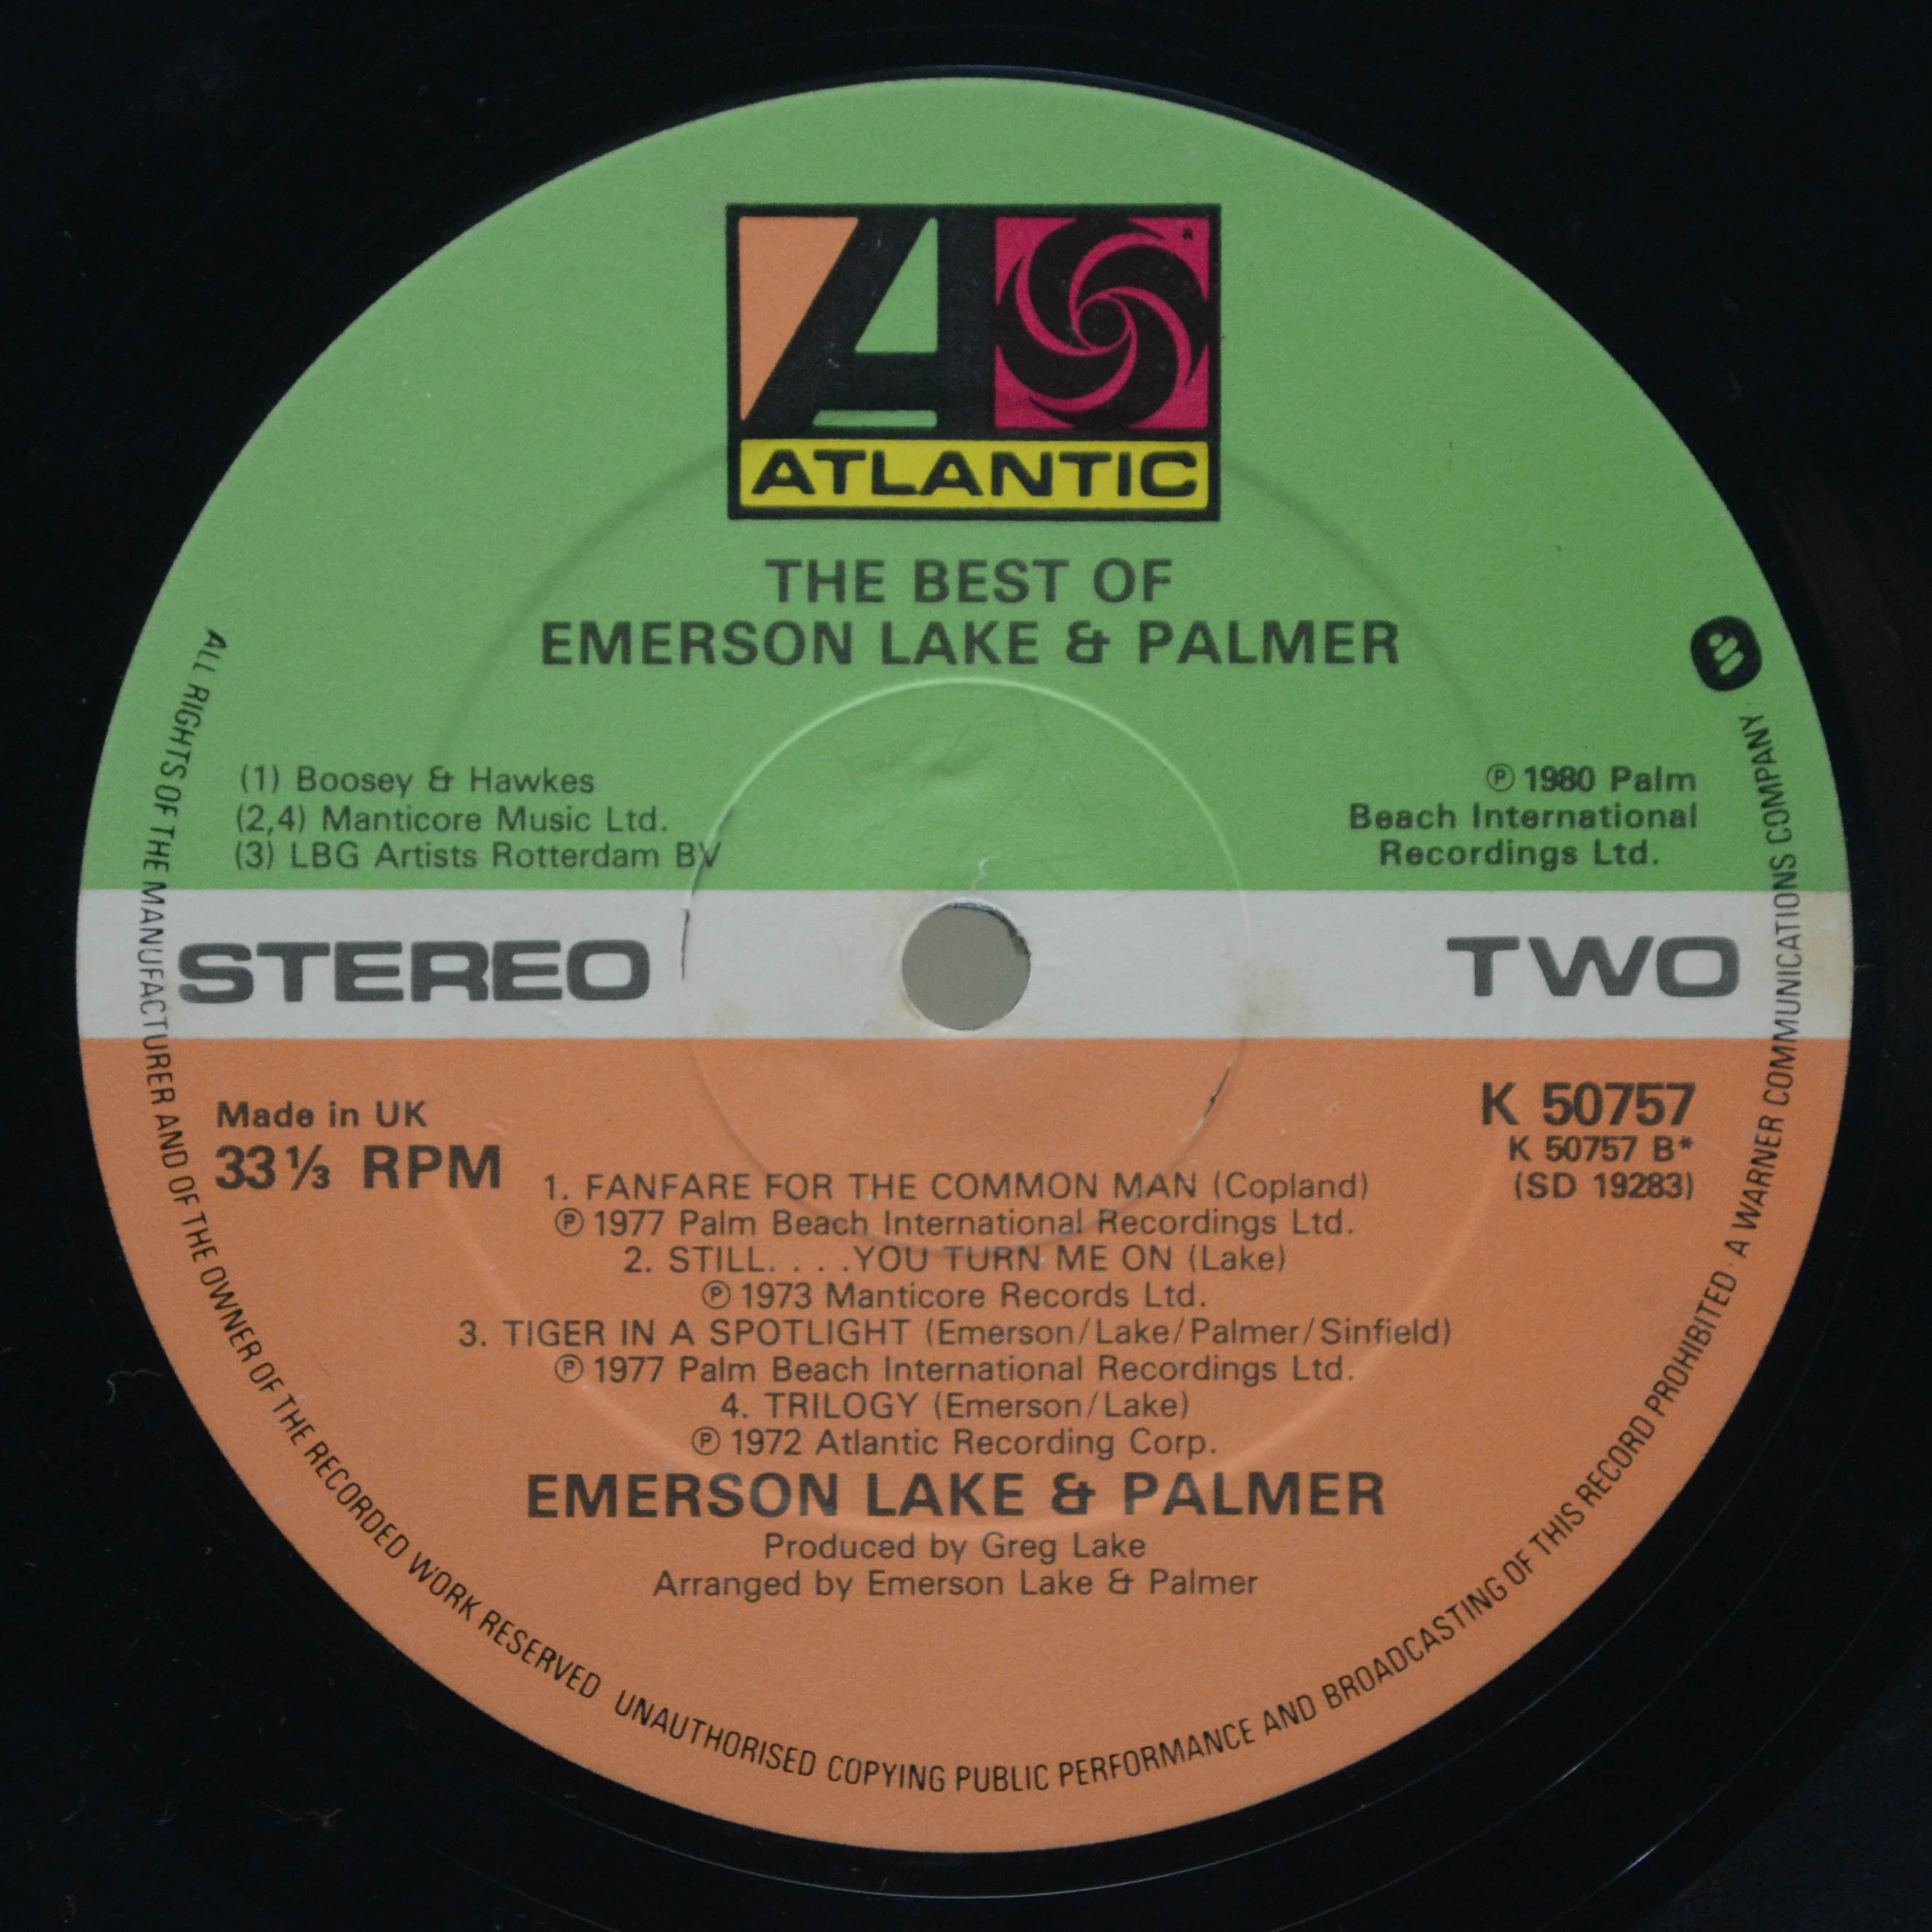 ATLANTIC
THE BEST OF
EMERSON LAKE & PALMER
(1) Boosey & Hawkes
(2,4) Manticore Music Ltd.
(3) LBG Artists Rotterdam BV
℗ 1980 Palm
Beach International
Recordings Ltd.
STEREO
TWO
Made in UK
33⅓ RPM
K 50757
K 50757 B*
(SD 19283)
1. FANFARE FOR THE COMMON MAN (Copland)
℗ 1977 Palm Beach International Recordings Ltd.
2. STILL. . . .YOU TURN ME ON (Lake)
℗ 1973 Manticore Records Ltd.
3. TIGER IN A SPOTLIGHT (Emerson/Lake/Palmer/Sinfield)
℗ 1977 Palm Beach International Recordings Ltd.
4. TRILOGY (Emerson/Lake)
℗ 1972 Atlantic Recording Corp.
EMERSON LAKE & PALMER
Produced by Greg Lake
Arranged by Emerson Lake & Palmer
ALL RIGHTS OF THE MANUFACTURER AND OF THE OWNER OF THE RECORDED WORK RESERVED UNAUTHORISED COPYING PUBLIC PERFORMANCE AND BROADCASTING OF THIS RECORD PROHIBITED · A WARNER COMMUNICATIONS COMPANY ·